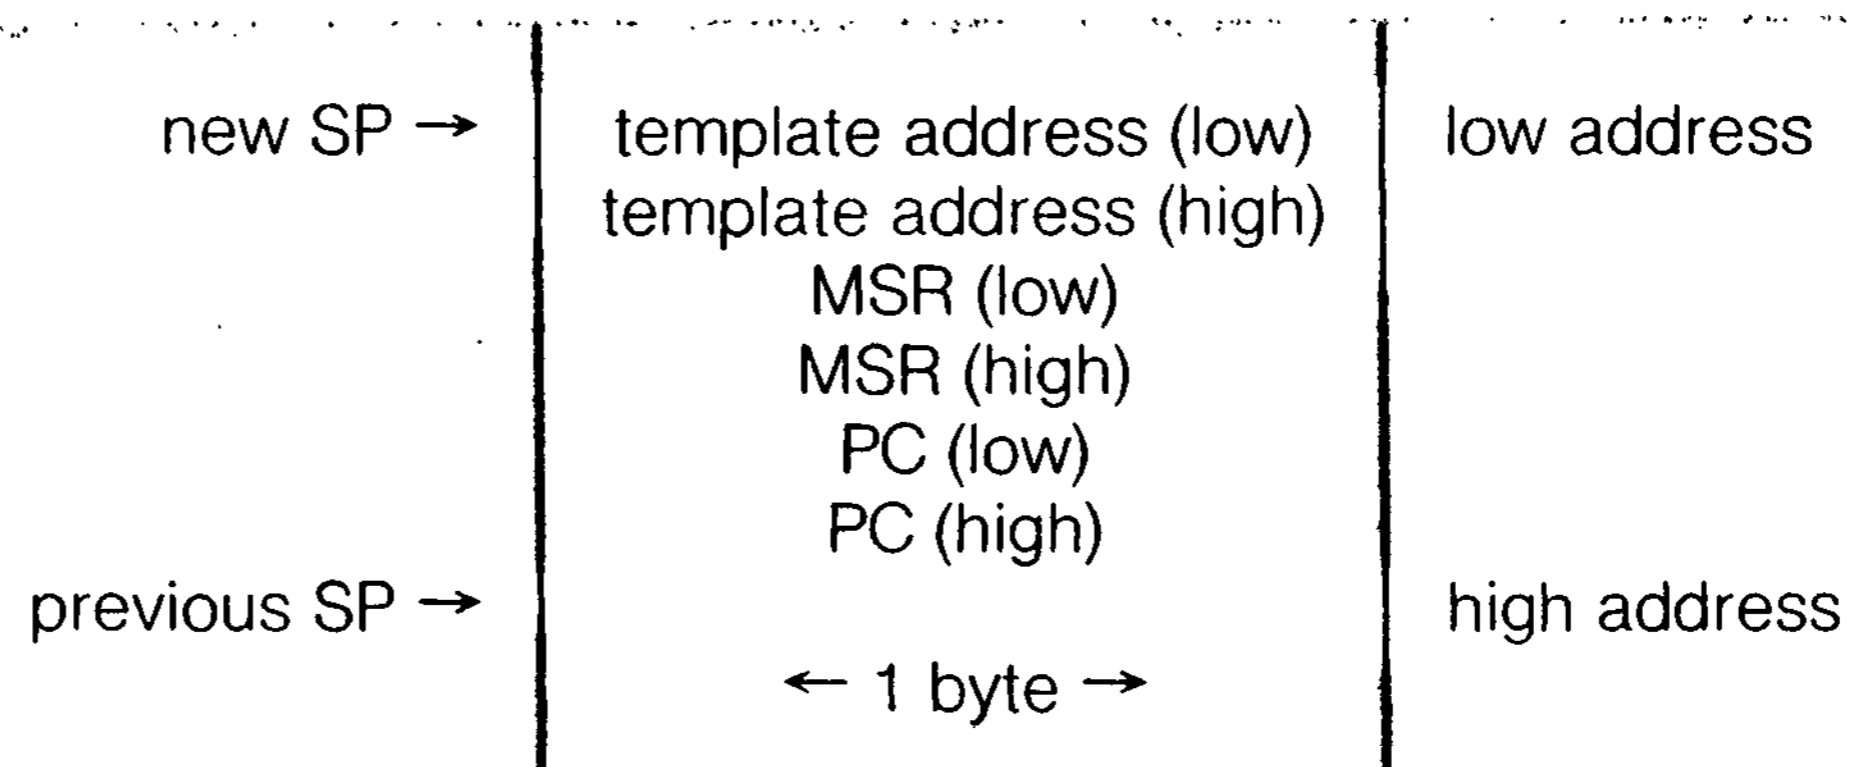 new SP → template address (low) low address
template address (high)
MSR (low)
MSR (high)
PC (low)
PC (high)
previous SP → high address
← 1 byte →